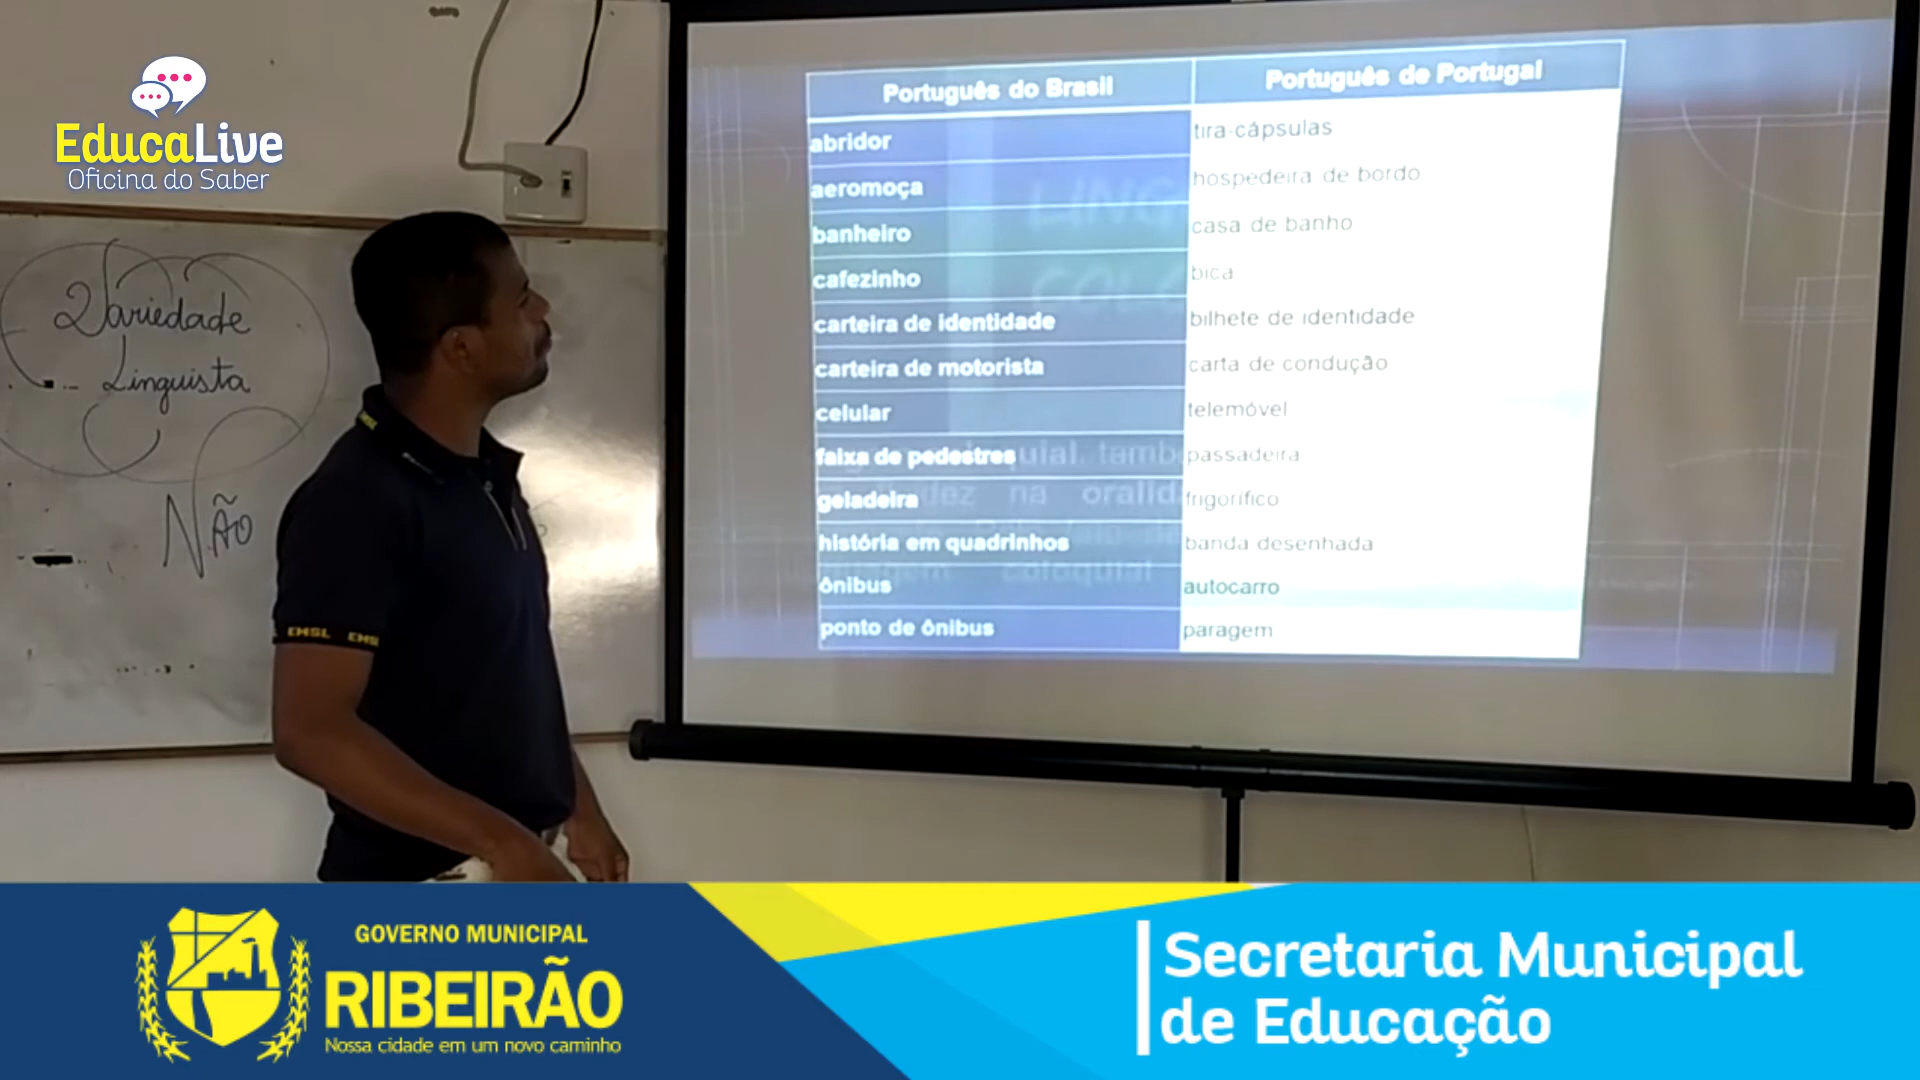 EducaLive
Oficina do Saber
Variedade
Linguista
NÃO
EMSL EMSL
Português do Brasil Português de Portugal
abridor tira-cápsulas
aeromoça hospedeira de bordo
banheiro casa de banho
cafezinho bica
carteira de identidade bilhete de identidade
carteira de motorista carta de condução
celular telemóvel
faixa de pedestres passadeira
geladeira frigorífico
história em quadrinhos banda desenhada
ônibus autocarro
ponto de ônibus paragem
GOVERNO MUNICIPAL
RIBEIRÃO
Nossa cidade em um novo caminho
Secretaria Municipal
de Educação